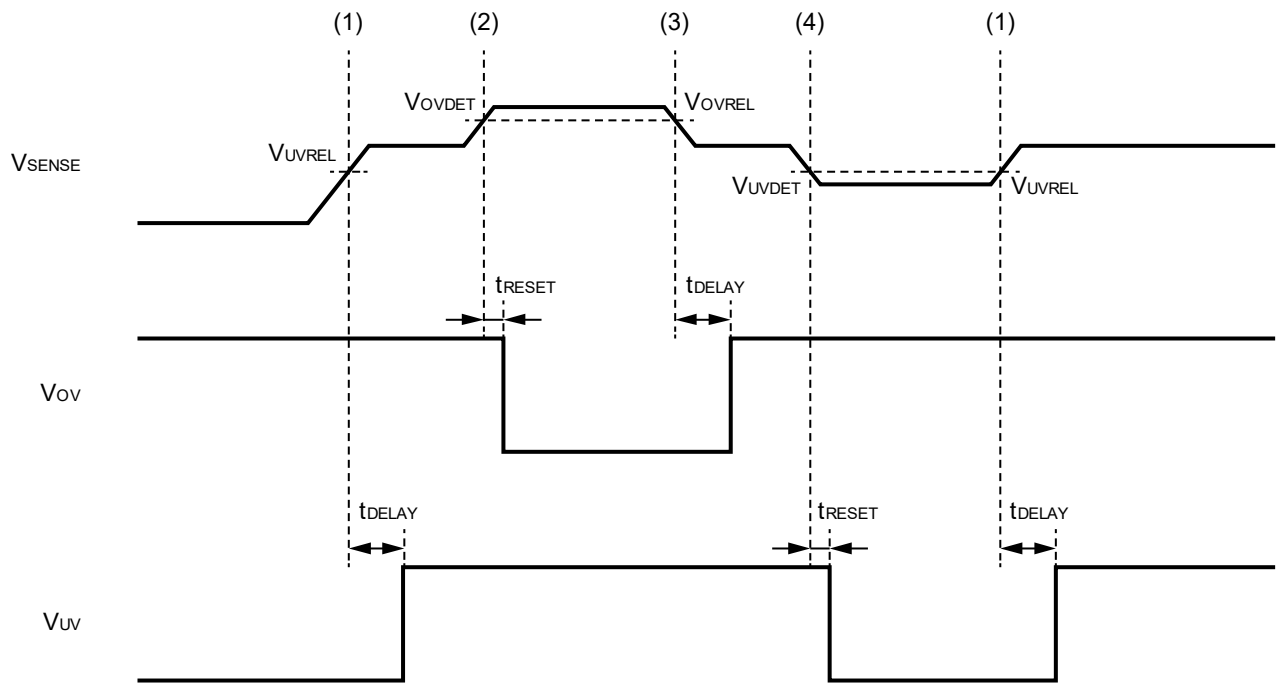 (1) (2) (3) (4) (1)
VOVDET VOVREL
VUVREL
VSENSE
VUVDET VUVREL
tRESET tDELAY
VOV
tDELAY tRESET tDELAY
VUV